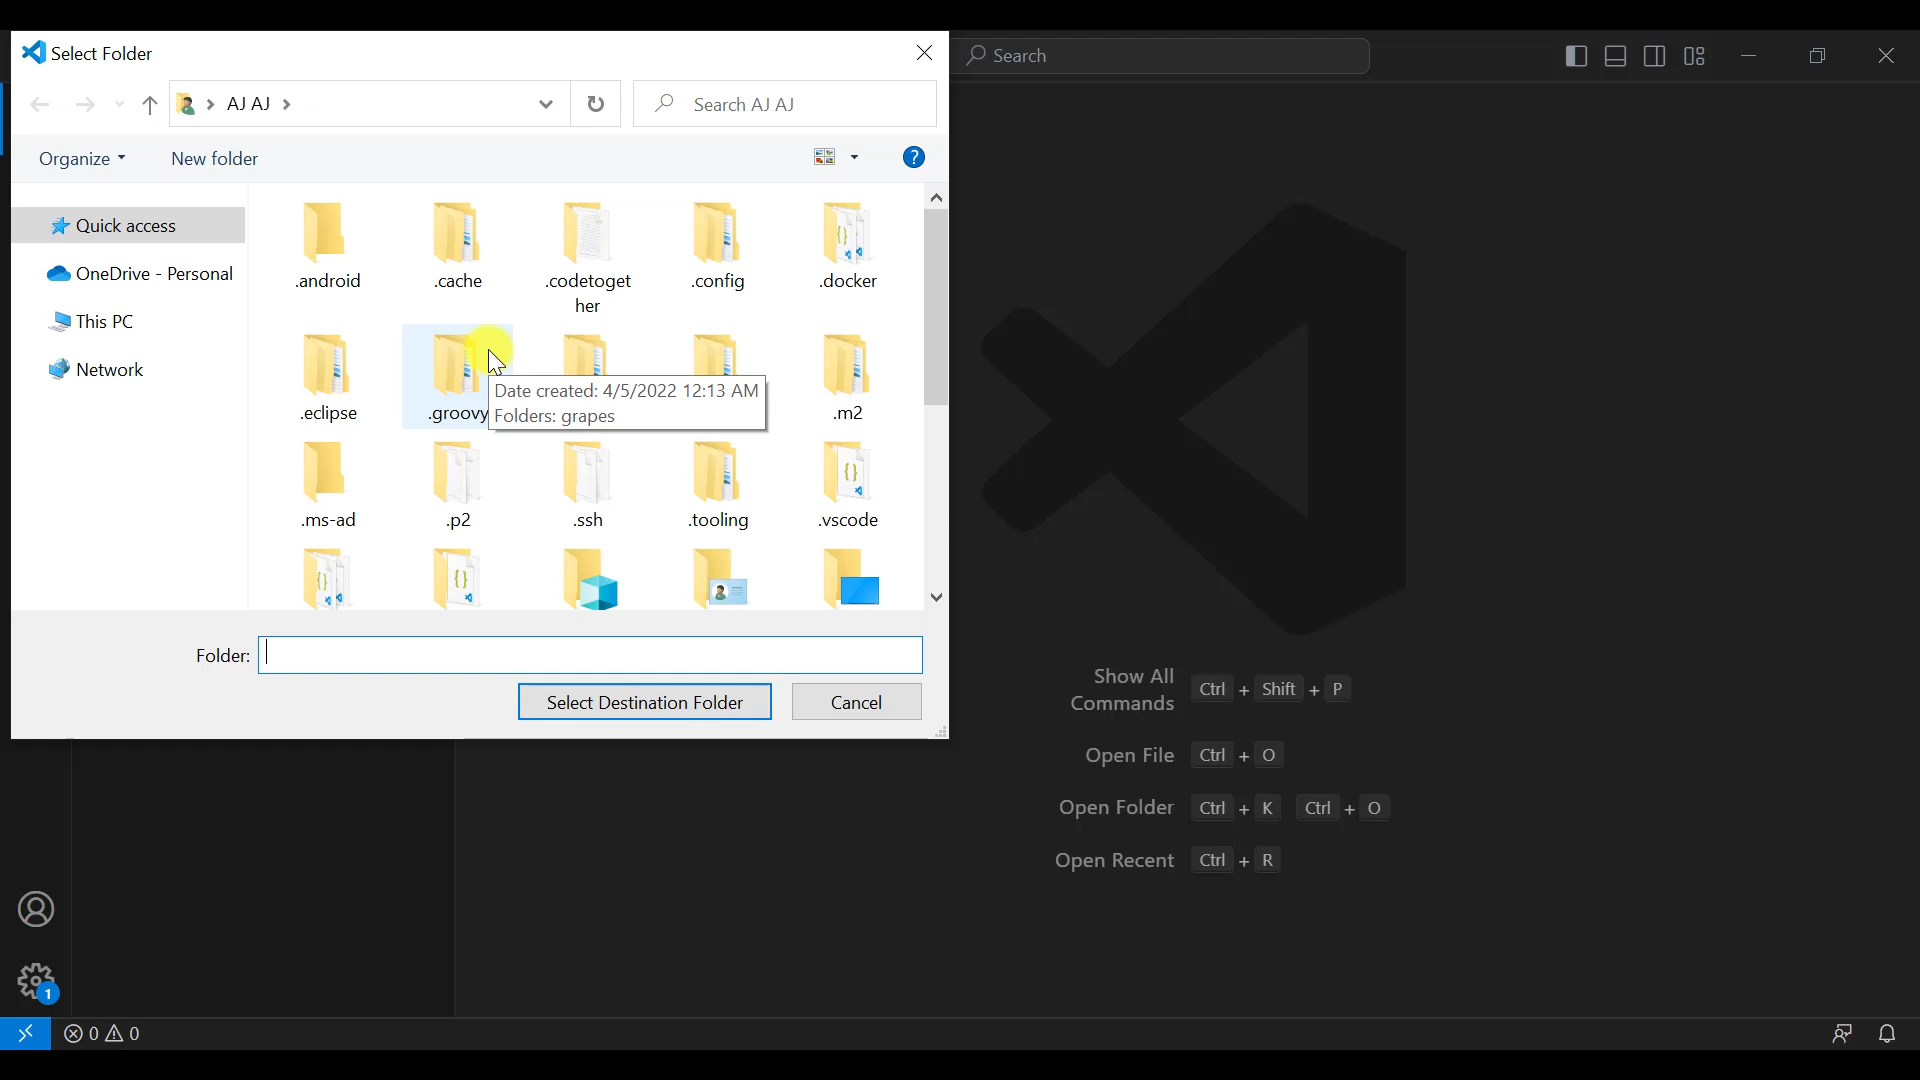 Select Folder
Search
AJ AJ
Search AJ AJ
Organize
New folder
?
Quick access
OneDrive - Personal
This PC
Network
.android
.cache
.codetoget
her
.config
.docker
.eclipse
.groovy
Date created: 4/5/2022 12:13 AM
Folders: grapes
.m2
.ms-ad
.p2
.ssh
.tooling
.vscode
Folder:
Select Destination Folder
Cancel
Show All
Commands
Ctrl + Shift + P
Open File
Ctrl + O
Open Folder
Ctrl + K Ctrl + O
Open Recent
Ctrl + R
1
0 0